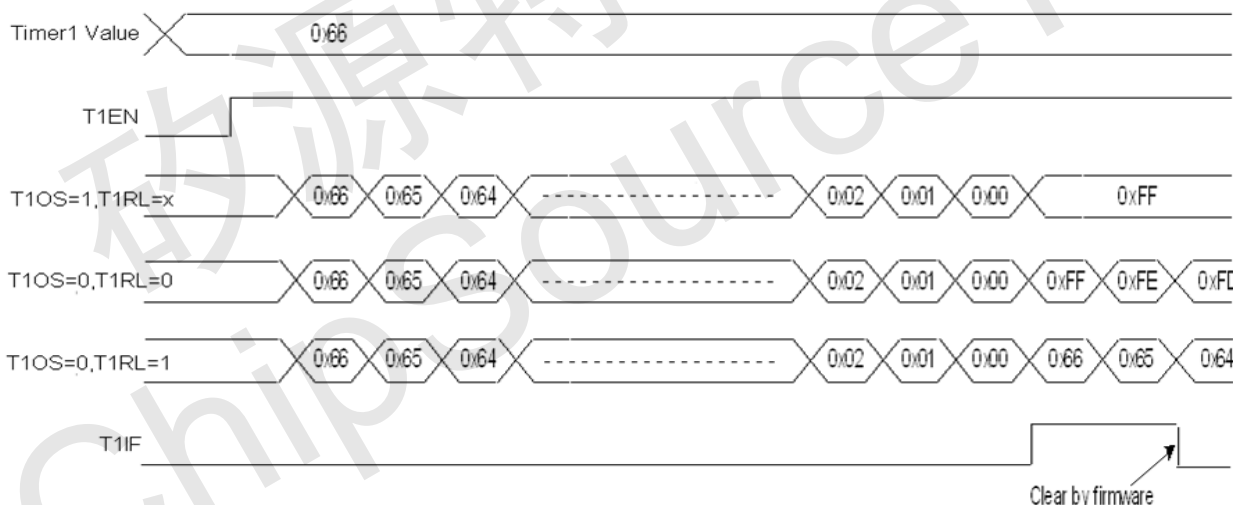 Timer1 Value 0x66
T1EN
T1OS=1,T1RL=x 0x66 0x65 0x64 0x02 0x01 0x00 0xFF
T1OS=0,T1RL=0 0x66 0x65 0x64 0x02 0x01 0x00 0xFF 0xFE 0xFD
T1OS=0,T1RL=1 0x66 0x65 0x64 0x02 0x01 0x00 0x66 0x65 0x64
T1IF
Clear by firmware
矽源特
ChipSource